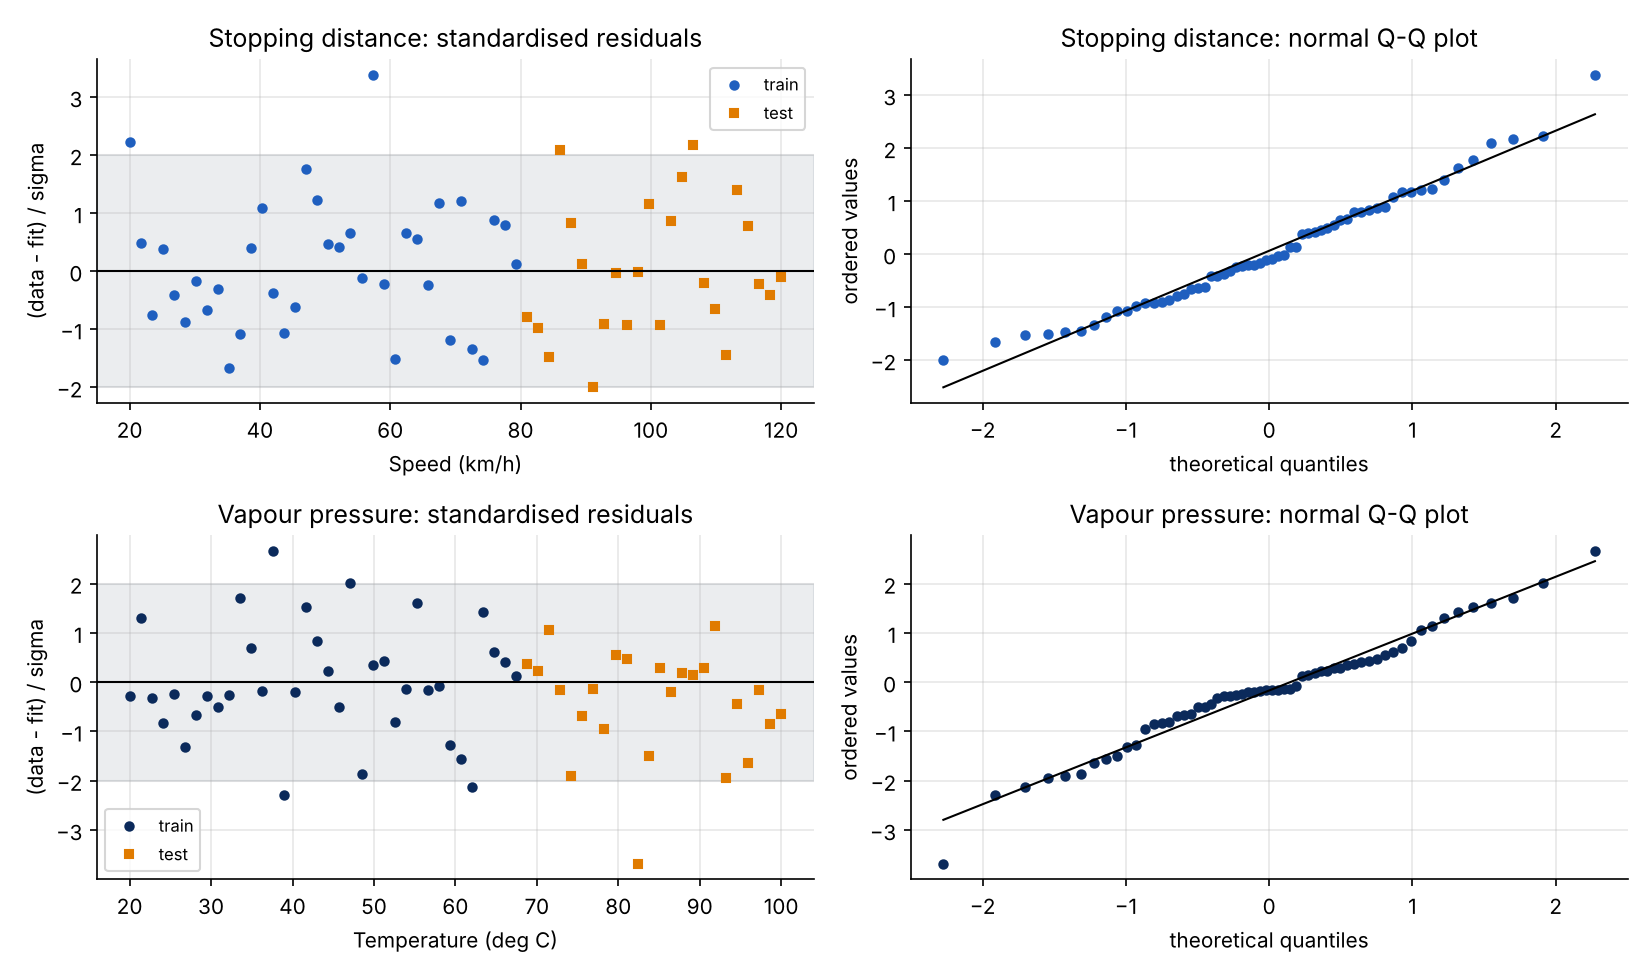 Stopping distance: standardised residuals
(data - fit) / sigma
3
2
1
0
−1
−2
train
test
20 40 60 80 100 120
Speed (km/h)
Stopping distance: normal Q-Q plot
ordered values
3
2
1
0
−1
−2
−2 −1 0 1 2
theoretical quantiles
Vapour pressure: standardised residuals
(data - fit) / sigma
2
1
0
−1
−2
−3
train
test
20 30 40 50 60 70 80 90 100
Temperature (deg C)
Vapour pressure: normal Q-Q plot
ordered values
2
1
0
−1
−2
−3
−2 −1 0 1 2
theoretical quantiles